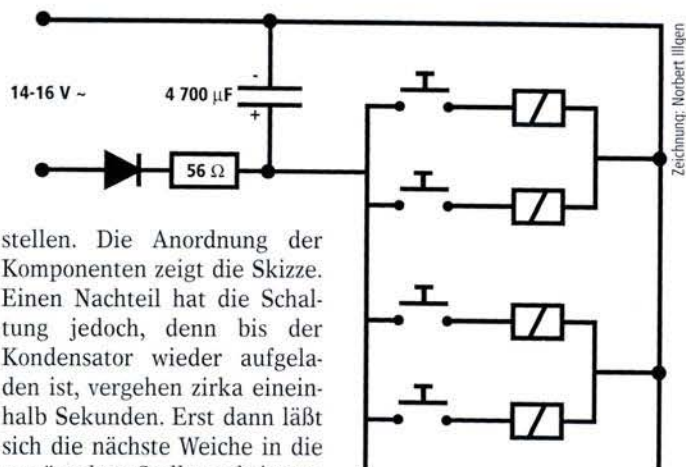 14-16 V ~
4 700 µF
-
+
56 Ω
Zeichnung: Norbert Illgen
stellen. Die Anordnung der
Komponenten zeigt die Skizze.
Einen Nachteil hat die Schal-
tung jedoch, denn bis der
Kondensator wieder aufgela-
den ist, vergehen zirka eein-
halb Sekunden. Erst dann läßt
sich die nächste Weiche in die